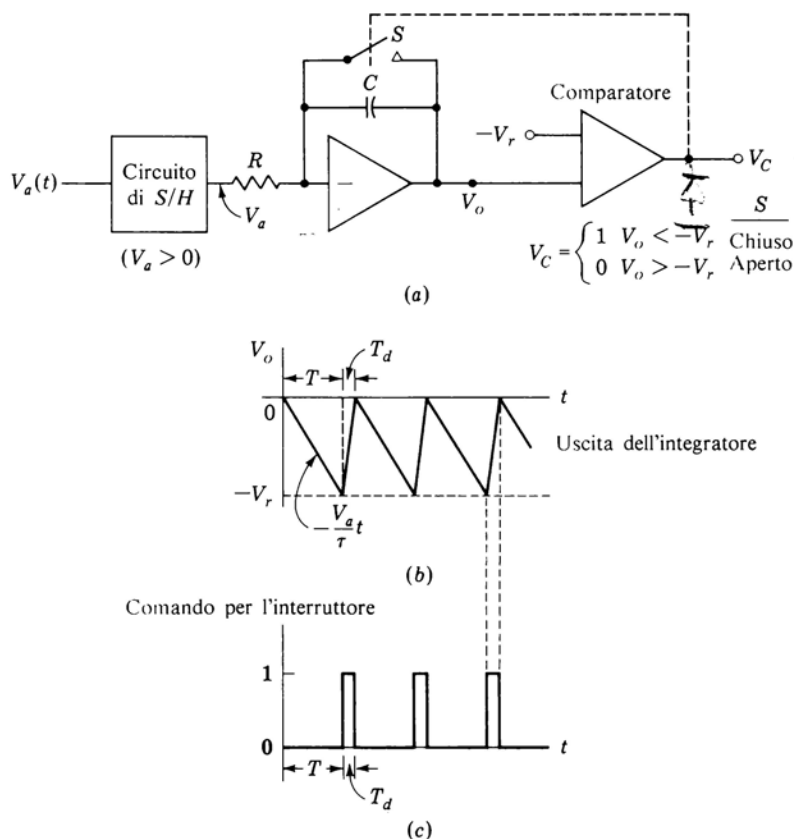 S
C
Comparatore
−V_r
V_a(t)
Circuito
di S/H
R
V_a
V_o
V_C
(V_a > 0)
S
V_C = { 1 V_o < −V_r Chiuso
0 V_o > −V_r Aperto
(a)
V_o
T
T_d
0
t
Uscita dell'integratore
−V_r
−V_a/τ t
(b)
Comando per l'interruttore
1
0
t
T
T_d
(c)